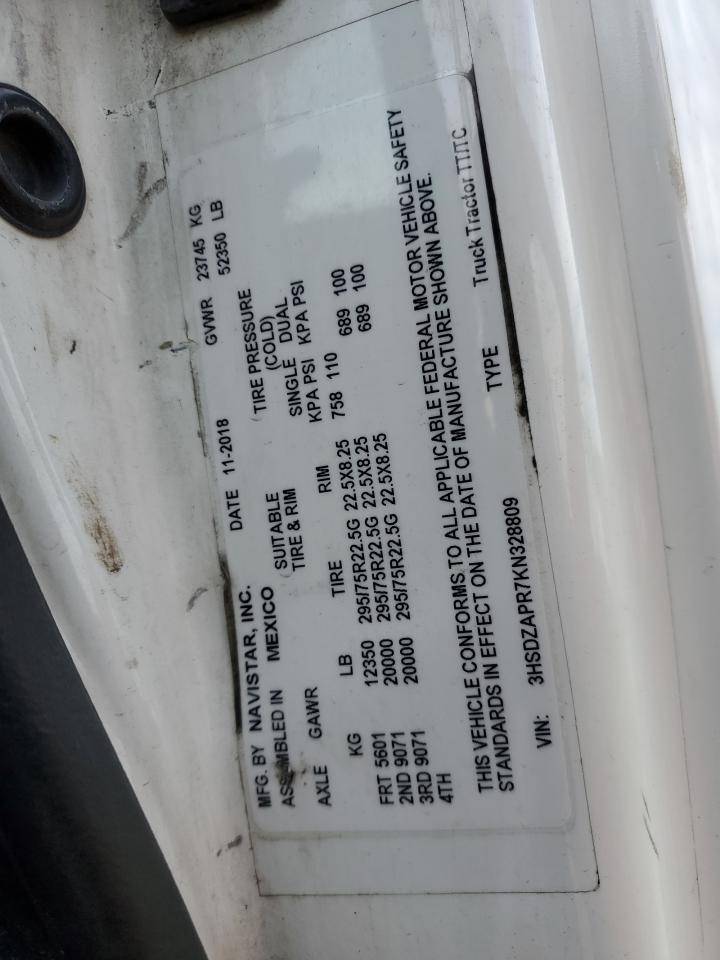 MFG. BY NAVISTAR, INC. DATE 11-2018 GVWR 23745 KG
ASSEMBLED IN MEXICO 52350 LB
SUITABLE TIRE PRESSURE
AXLE GAWR TIRE & RIM (COLD)
SINGLE DUAL
KG LB TIRE RIM KPA PSI KPA PSI
FRT 5601 12350 295/75R22.5G 22.5X8.25 758 110
2ND 9071 20000 295/75R22.5G 22.5X8.25 689 100
3RD 9071 20000 295/75R22.5G 22.5X8.25 689 100
4TH
THIS VEHICLE CONFORMS TO ALL APPLICABLE FEDERAL MOTOR VEHICLE SAFETY
STANDARDS IN EFFECT ON THE DATE OF MANUFACTURE SHOWN ABOVE.
VIN: 3HSDZAPR7KN328809 TYPE Truck Tractor TT/TC